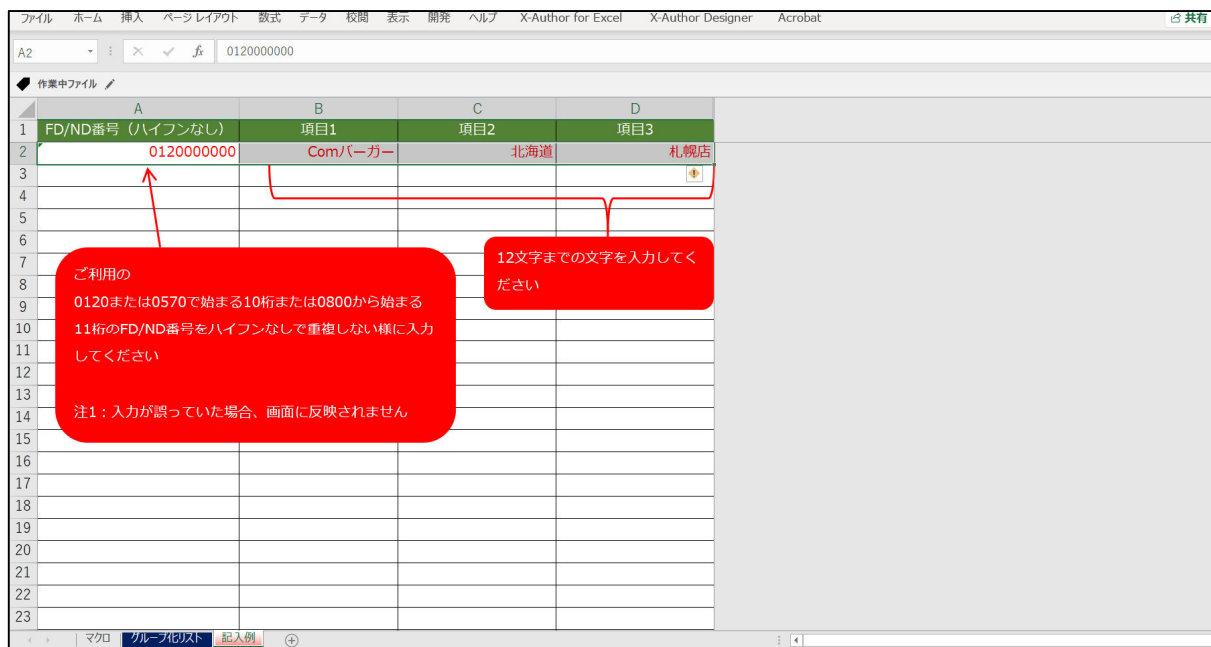 ファイル ホーム 挿入 ページ レイアウト 数式 データ 校閲 表示 開発 ヘルプ X-Author for Excel X-Author Designer Acrobat 共有
A2 fx 0120000000
作業中ファイル
A B C D
1 FD/ND番号（ハイフンなし） 項目1 項目2 項目3
2 0120000000 Comバーガー 北海道 札幌店
3
4
5
6
7
8
9
10
11
12
13
14
15
16
17
18
19
20
21
22
23
ご利用の
0120または0570で始まる10桁または0800から始まる
11桁のFD/ND番号をハイフンなしで重複しない様に入力
してください
注1：入力が誤っていた場合、画面に反映されません
12文字までの文字を入力してく
ださい
マクロ グループ化リスト 記入例